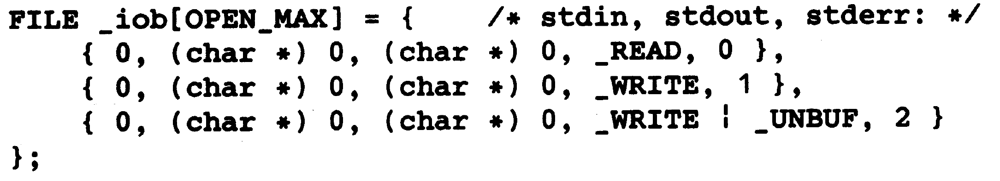 FILE _iob[OPEN_MAX] = {    /* stdin, stdout, stderr: */
    { 0, (char *) 0, (char *) 0, _READ, 0 },
    { 0, (char *) 0, (char *) 0, _WRITE, 1 },
    { 0, (char *) 0, (char *) 0, _WRITE | _UNBUF, 2 }
};